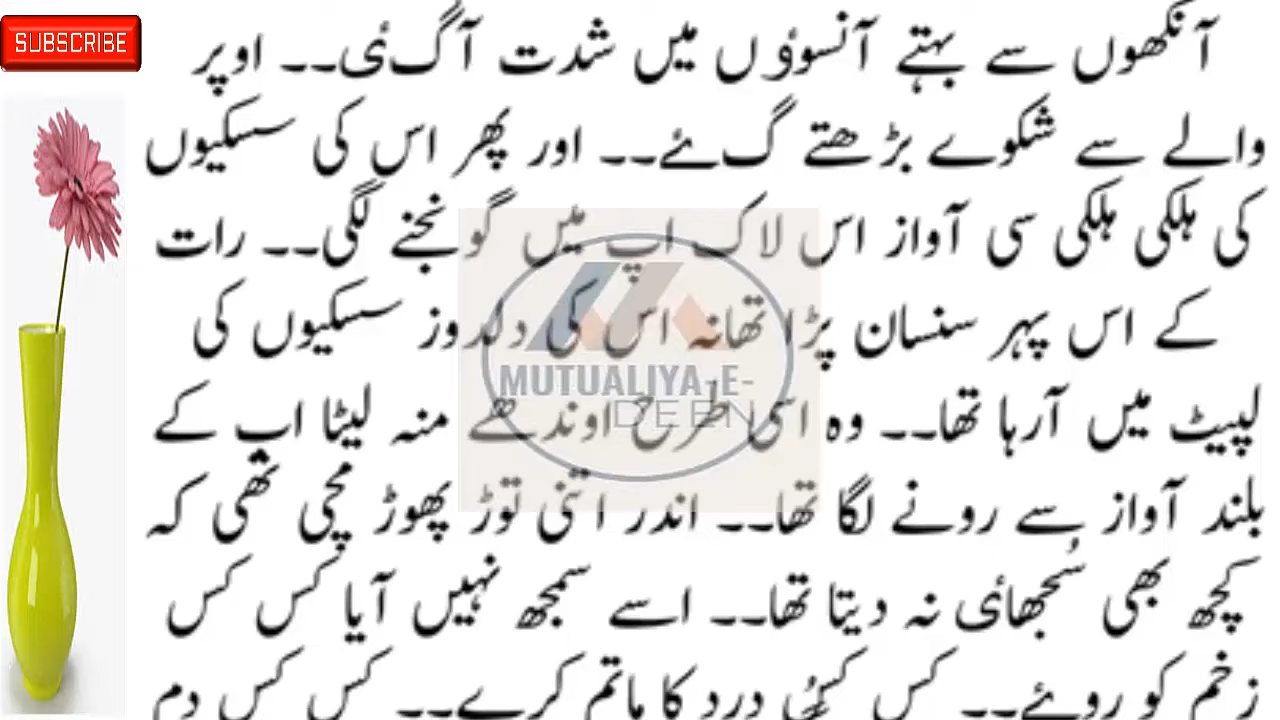 SUBSCRIBE
آنکھوں سے بہتے آنسوؤ ں میں شدت آ گ ئ ی۔۔ اوپر
والے سے شکوے بڑھتے گ ئے۔۔ اور پھر اس کی سسکیوں
کی ہلکی ہلکی سی آواز اس لاک اپ میں گونجنے لگی۔۔ رات
کے اس پہر سنسان پڑا تھانہ اس کی دلدوز سسکیوں کی
لپیٹ میں آرہا تھا۔۔ وہ اسی طرح اوندھے منہ لیٹا اب کے
بلند آواز سے رونے لگا تھا۔۔ اندر اتنی توڑ پھوڑ مچی تھی کہ
کچھ بھی سُجھائ ی نہ دیتا تھا۔۔ اسے سمجھ نہیں آیا کس کس
زخم کو روئے۔۔ کس کس درد کا ماتم کرے۔۔ کس کس دم
MUTUALIYA-E-
DEEN